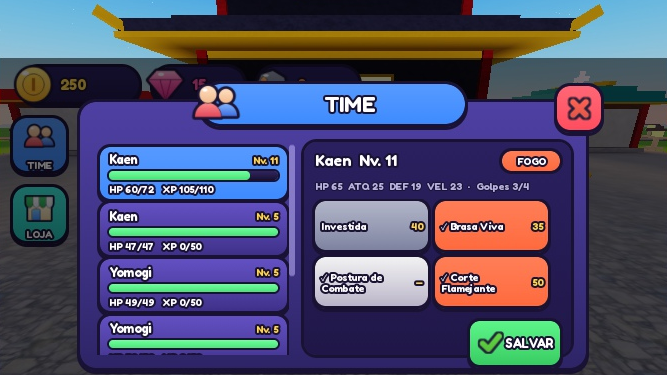 250
TIME
TIME
LOJA
Kaen Nv. 11
HP 60/72 XP 105/110
Kaen Nv. 5
HP 47/47 XP 0/50
Yomogi Nv. 5
HP 49/49 XP 0/50
Yomogi Nv. 5
Kaen Nv. 11
FOGO
HP 65 ATQ 25 DEF 19 VEL 23 · Golpes 3/4
Investida 40
✓Brasa Viva 35
✓Postura de
Combate –
✓Corte
Flamejante 50
SALVAR